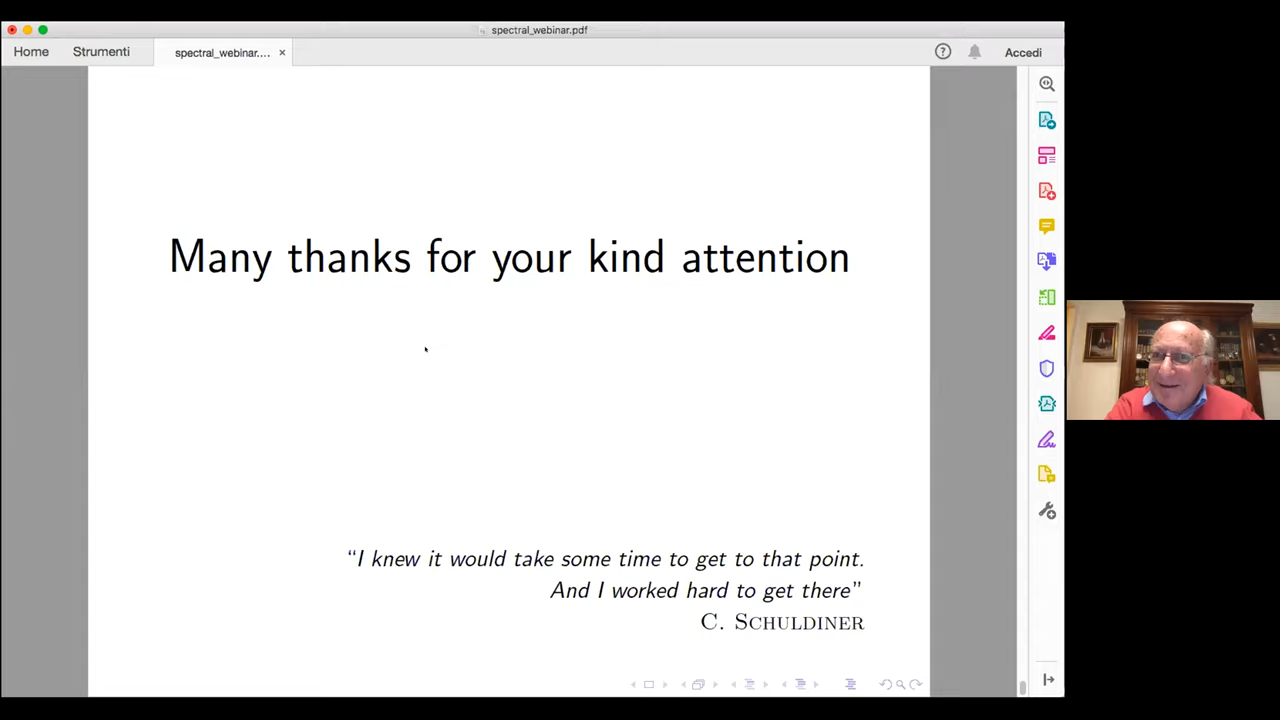 spectral_webinar.pdf
Home Strumenti spectral_webinar.... × Accedi
Many thanks for your kind attention
“I knew it would take some time to get to that point.
And I worked hard to get there”
C. Schuldiner